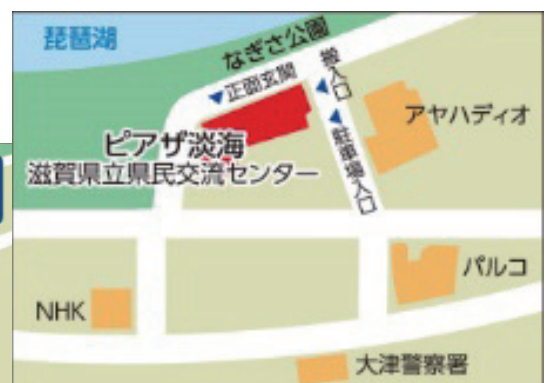 琵琶湖
なぎさ公園
▼正面玄関
◀搬入口
◀駐車場入口
アヤハディオ
ピアザ淡海
滋賀県立県民交流センター
パルコ
NHK
大津警察署